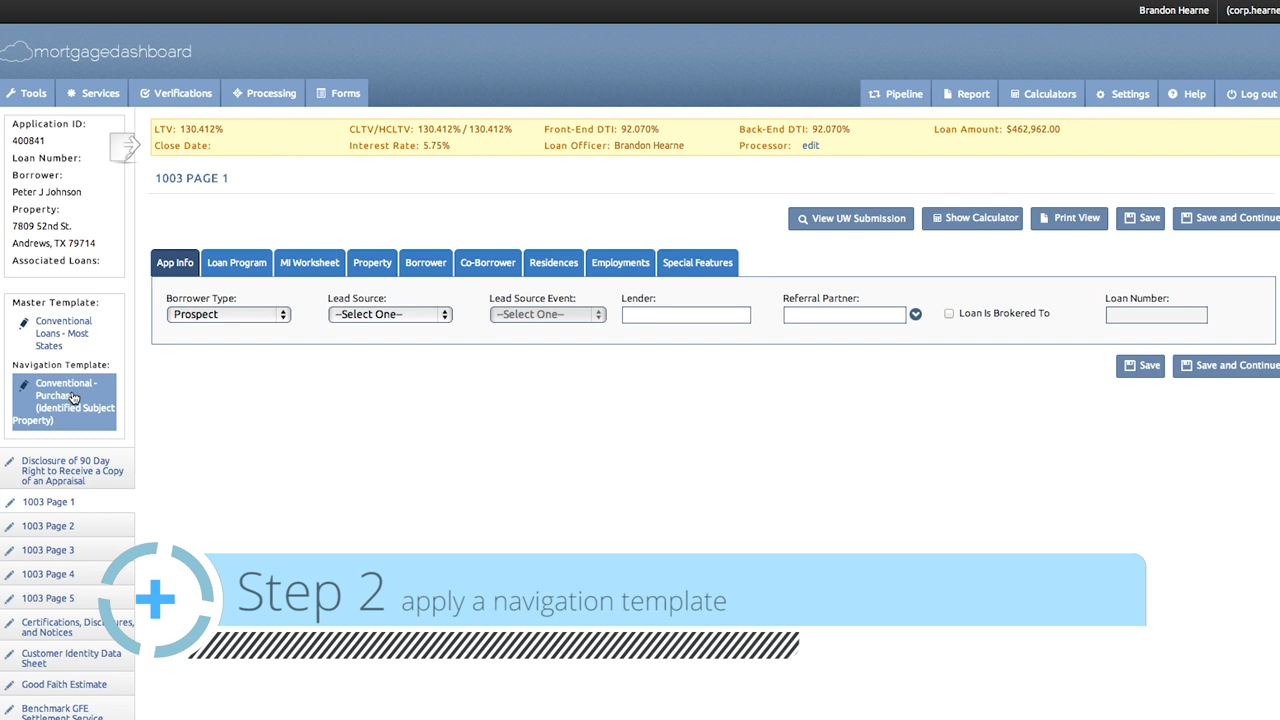 Brandon Hearne
(corp.hearne
mortgagedashboard
Tools
Services
Verifications
Processing
Forms
Pipeline
Report
Calculators
Settings
Help
Log out
Application ID:
400841
Loan Number:
Borrower:
Peter J Johnson
Property:
7809 52nd St.
Andrews, TX 79714
Associated Loans:
LTV: 130.412%
CLTV/HCLTV: 130.412% / 130.412%
Front-End DTI: 92.070%
Back-End DTI: 92.070%
Loan Amount: $462,962.00
Close Date:
Interest Rate: 5.75%
Loan Officer: Brandon Hearne
Processor: edit
1003 PAGE 1
View UW Submission
Show Calculator
Print View
Save
Save and Continue
App Info
Loan Program
MI Worksheet
Property
Borrower
Co-Borrower
Residences
Employments
Special Features
Borrower Type:
Prospect
Lead Source:
--Select One--
Lead Source Event:
--Select One--
Lender:
Referral Partner:
Loan Is Brokered To
Loan Number:
Save
Save and Continue
Master Template:
Conventional
Loans - Most
States
Navigation Template:
Conventional -
Purchase
(Identified Subject
Property)
Disclosure of 90 Day
Right to Receive a Copy
of an Appraisal
1003 Page 1
1003 Page 2
1003 Page 3
1003 Page 4
1003 Page 5
Certifications, Disclosures,
and Notices
Customer Identity Data
Sheet
Good Faith Estimate
Benchmark GFE
Settlement Service
Step 2 apply a navigation template